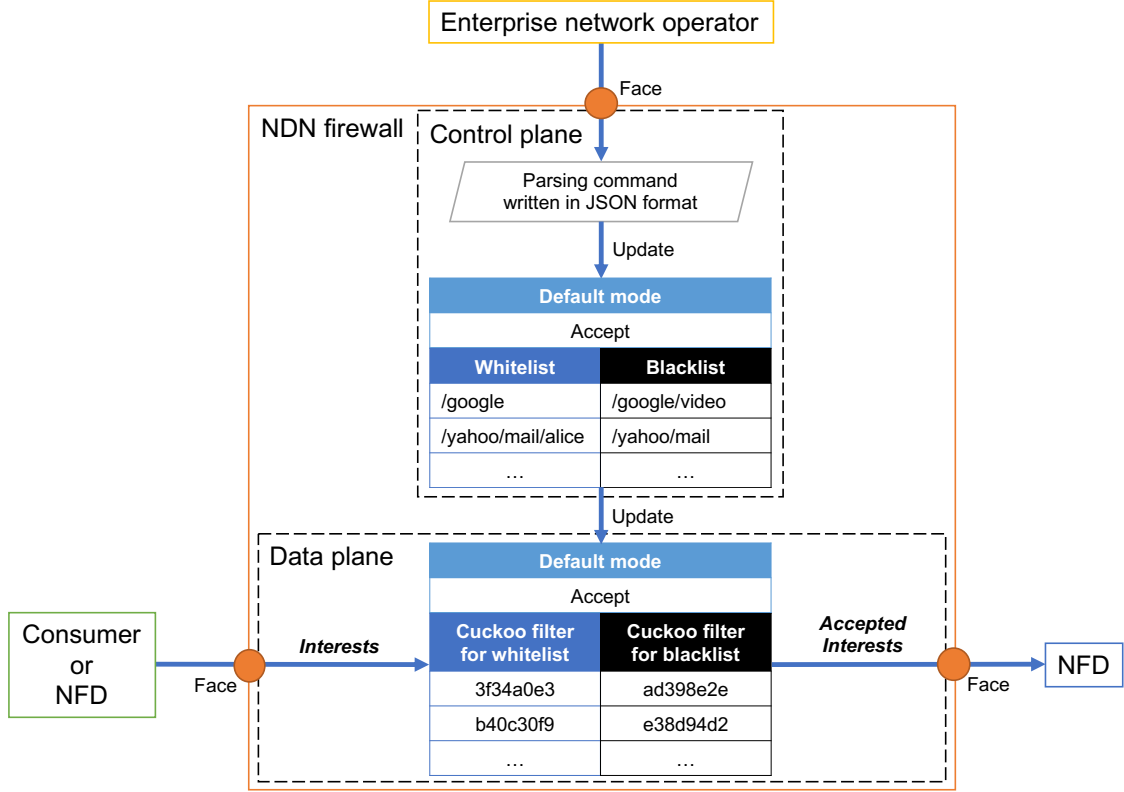 Enterprise network operator
Face
NDN firewall
Control plane
Parsing command
written in JSON format
Update
Default mode
Accept
Whitelist Blacklist
/google /google/video
/yahoo/mail/alice /yahoo/mail
… …
Update
Data plane
Default mode
Accept
Consumer
or
NFD
Face
Interests
Cuckoo filter
for whitelist
Cuckoo filter
for blacklist
3f34a0e3 ad398e2e
b40c30f9 e38d94d2
… …
Accepted
Interests
Face
NFD